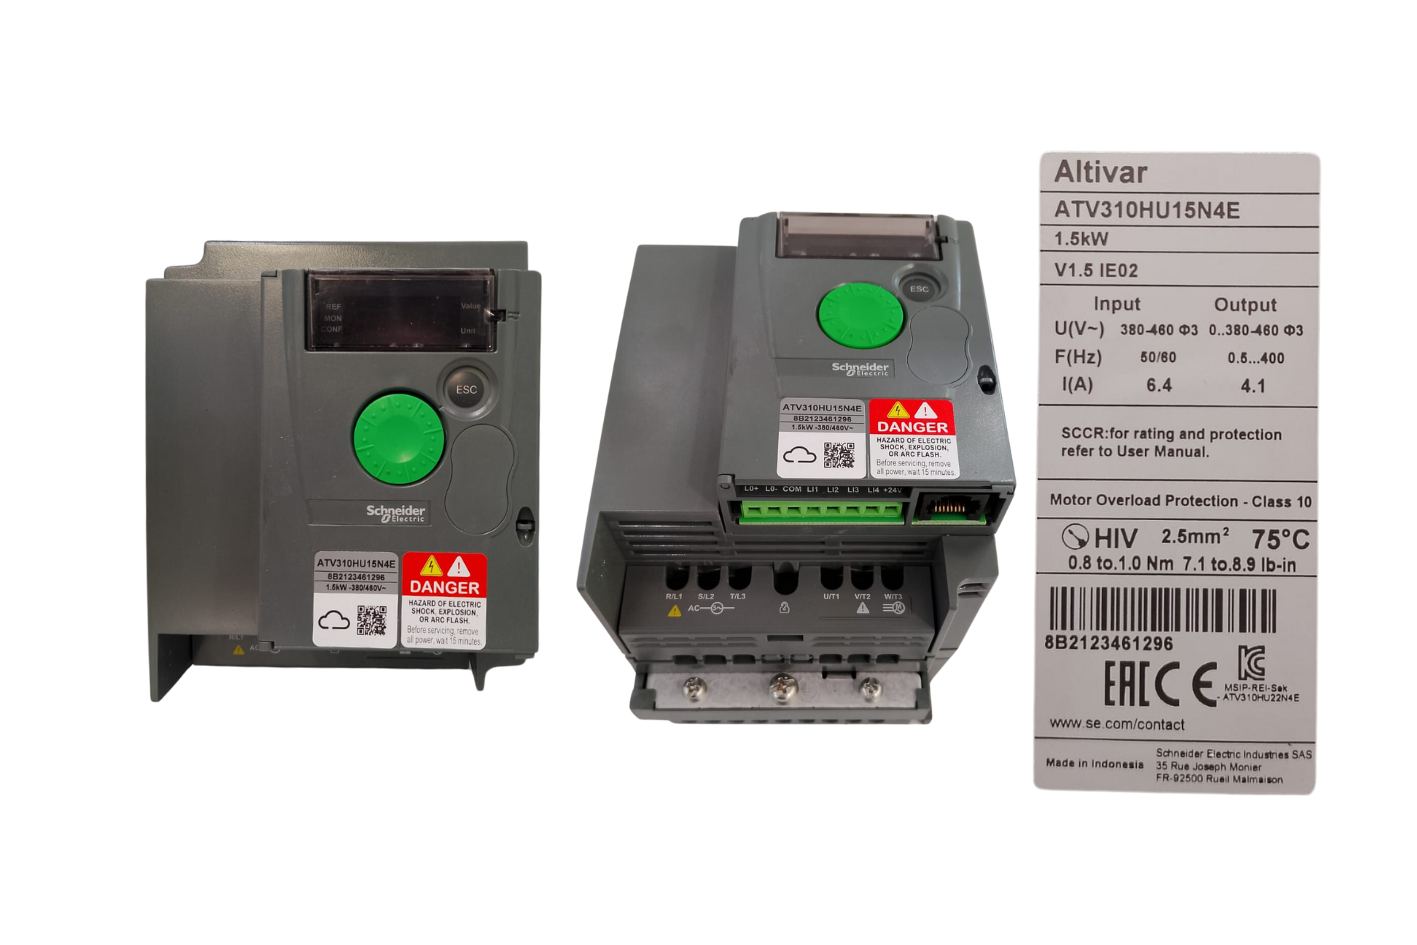 REF
MON
CONF
Value
Unit
ESC
Schneider
Electric
ATV310HU15N4E
8B2123461296
1.5kW -380/460V~
DANGER
HAZARD OF ELECTRIC
SHOCK, EXPLOSION,
OR ARC FLASH.
Before servicing, remove
all power, wait 15 minutes.
R/L1
AC
ESC
Schneider
Electric
ATV310HU15N4E
8B2123461296
1.5kW -380/460V~
DANGER
HAZARD OF ELECTRIC
SHOCK, EXPLOSION,
OR ARC FLASH.
Before servicing, remove
all power, wait 15 minutes.
LO+ LO- COM LI1 LI2 LI3 LI4 +24V
R/L1 S/L2 T/L3 U/T1 V/T2 W/T3
AC
Altivar
ATV310HU15N4E
1.5kW
V1.5 IE02
Input Output
U(V~) 380-460 Φ3 0..380-460 Φ3
F(Hz) 50/60 0.5...400
I(A) 6.4 4.1
SCCR:for rating and protection
refer to User Manual.
Motor Overload Protection - Class 10
HIV 2.5mm² 75°C
0.8 to.1.0 Nm 7.1 to.8.9 lb-in
8B2123461296
EAC CE KC
MSIP-REI-Sek
- ATV310HU22N4E
www.se.com/contact
Made in Indonesia
Schneider Electric Industries SAS
35 Rue Joseph Monier
FR-92500 Rueil Malmaison